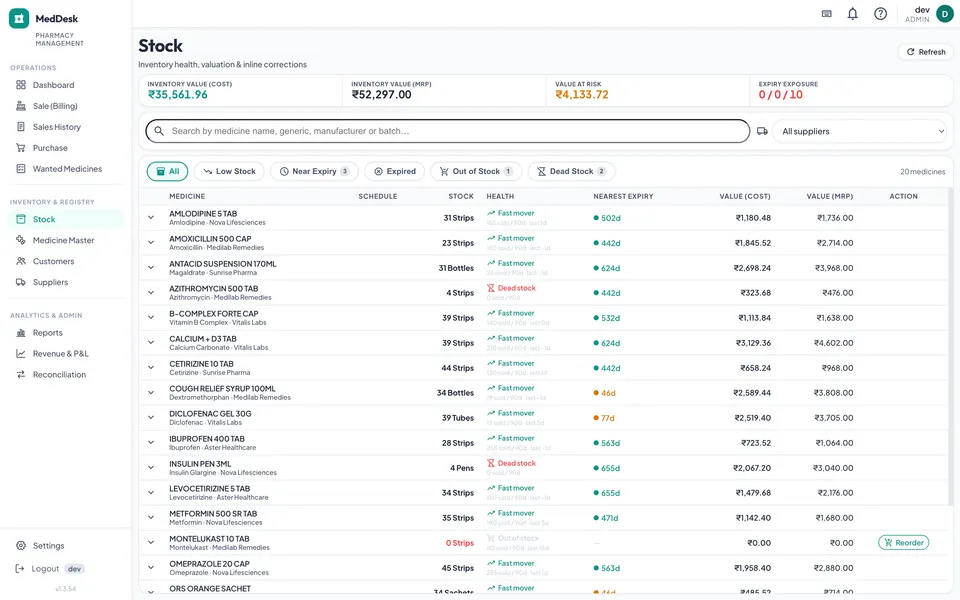 MedDesk
PHARMACY
MANAGEMENT
OPERATIONS
Dashboard
Sale (Billing)
Sales History
Purchase
Wanted Medicines
INVENTORY & REGISTRY
Stock
Medicine Master
Customers
Suppliers
ANALYTICS & ADMIN
Reports
Revenue & P&L
Reconciliation
Settings
Logout dev
v1.3.54
dev
ADMIN
D
Stock
Inventory health, valuation & inline corrections
Refresh
INVENTORY VALUE (COST)
₹35,561.96
INVENTORY VALUE (MRP)
₹52,297.00
VALUE AT RISK
₹4,133.72
EXPIRY EXPOSURE
0 / 0 / 10
Search by medicine name, generic, manufacturer or batch...
All suppliers
All
Low Stock
Near Expiry 3
Expired
Out of Stock 1
Dead Stock 2
20 medicines
MEDICINE SCHEDULE STOCK HEALTH NEAREST EXPIRY VALUE (COST) VALUE (MRP) ACTION
AMLODIPINE 5 TAB 31 Strips Fast mover 502d ₹1,180.48 ₹1,736.00
Amlodipine · Nova Lifesciences
AMOXICILLIN 500 CAP 23 Strips Fast mover 442d ₹1,845.52 ₹2,714.00
Amoxicillin · Medilab Remedies
ANTACID SUSPENSION 170ML 31 Bottles Fast mover 624d ₹2,698.24 ₹3,968.00
Magaldrate · Sunrise Pharma
AZITHROMYCIN 500 TAB 4 Strips Dead stock 442d ₹323.68 ₹476.00
Azithromycin · Medilab Remedies
B-COMPLEX FORTE CAP 39 Strips Fast mover 532d ₹1,113.84 ₹1,638.00
Vitamin B Complex · Vitalis Labs
CALCIUM + D3 TAB 39 Strips Fast mover 624d ₹3,129.36 ₹4,602.00
Calcium Carbonate · Vitalis Labs
CETIRIZINE 10 TAB 44 Strips Fast mover 442d ₹658.24 ₹968.00
Cetirizine · Sunrise Pharma
COUGH RELIEF SYRUP 100ML 34 Bottles Fast mover 46d ₹2,589.44 ₹3,808.00
Dextromethorphan · Medilab Remedies
DICLOFENAC GEL 30G 39 Tubes Fast mover 77d ₹2,519.40 ₹3,705.00
Diclofenac · Vitalis Labs
IBUPROFEN 400 TAB 28 Strips Fast mover 563d ₹723.52 ₹1,064.00
Ibuprofen · Aster Healthcare
INSULIN PEN 3ML 4 Pens Dead stock 655d ₹2,067.20 ₹3,040.00
Insulin Glargine · Nova Lifesciences
LEVOCETIRIZINE 5 TAB 34 Strips Fast mover 655d ₹1,479.68 ₹2,176.00
Levocetirizine · Aster Healthcare
METFORMIN 500 SR TAB 35 Strips Fast mover 471d ₹1,142.40 ₹1,680.00
Metformin · Nova Lifesciences
MONTELUKAST 10 TAB 0 Strips Out of stock — ₹0.00 ₹0.00 Reorder
Montelukast · Medilab Remedies
OMEPRAZOLE 20 CAP 45 Strips Fast mover 563d ₹1,958.40 ₹2,880.00
Omeprazole · Nova Lifesciences
ORS ORANGE SACHET 34 Sachets Fast mover 46d ₹485.52 ₹714.00